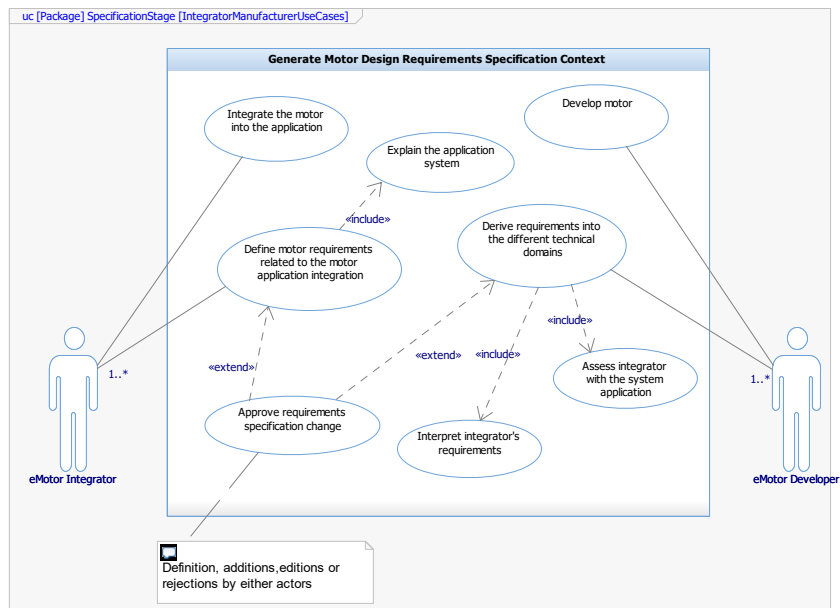 uc [Package] SpecificationStage [IntegratorManufacturerUseCases]
Generate Motor Design Requirements Specification Context
Integrate the motor
into the application
Develop motor
Explain the application
system
«include»
Define motor requirements
related to the motor
application integration
Derive requirements into
the different technical
domains
«include»
«extend»
«extend»
«include»
Assess integrator
with the system
application
1..*
1..*
Approve requirements
specification change
Interpret integrator's
requirements
eMotor Integrator
eMotor Developer
Definition, additions,editions or
rejections by either actors